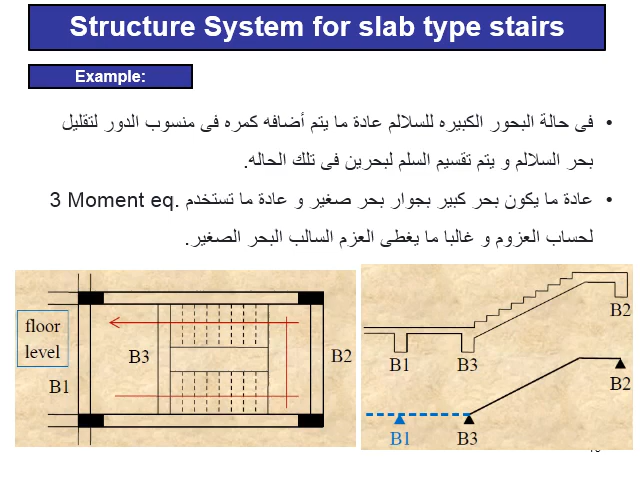 Structure System for slab type stairs
Example:
• فى حالة البحور الكبيره للسلالم عادة ما يتم أضافه كمره فى منسوب الدور لتقليل
بحر السلالم و يتم تقسيم السلم لبحرين فى تلك الحاله.
• عادة ما يكون بحر كبير بجوار بحر صغير و عادة ما تستخدم 3 Moment eq.
لحساب العزوم و غالبا ما يغطى العزم السالب البحر الصغير.
floor
level
B1
B3
B2
B2
B1
B3
B2
B1
B3